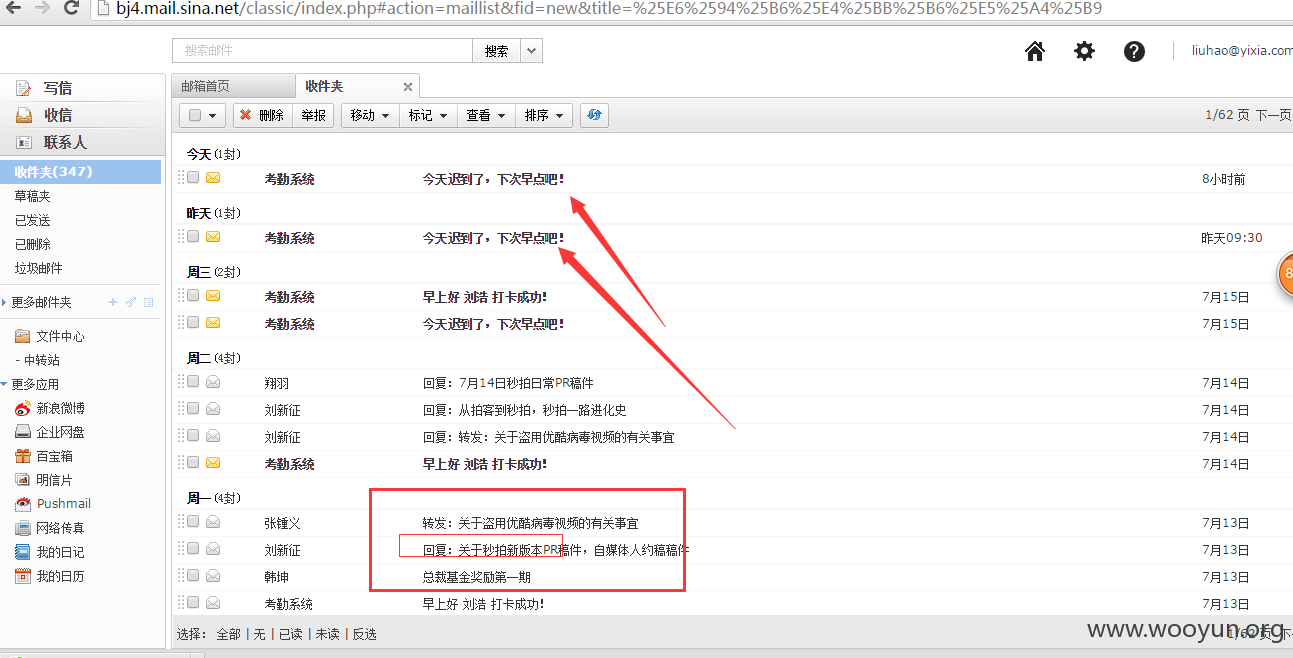 bj4.mail.sina.net/classic/index.php#action=maillist&fid=new&title=%25E6%2594%25B6%25E4%25BB%25B6%25E5%25A4%25B9
搜索邮件 搜索 liuhao@yixia.com
写信
收信
联系人
收件夹(347)
草稿夹
已发送
已删除
垃圾邮件
更多邮件夹
文件中心
- 中转站
更多应用
新浪微博
企业网盘
百宝箱
明信片
Pushmail
网络传真
我的日记
我的日历
邮箱首页 收件夹
删除 举报 移动 标记 查看 排序 1/62 页 下一页
今天(1封)
考勤系统 今天迟到了，下次早点吧! 8小时前
昨天(1封)
考勤系统 今天迟到了，下次早点吧! 昨天09:30
8
周三(2封)
考勤系统 早上好 刘浩 打卡成功! 7月15日
考勤系统 今天迟到了，下次早点吧! 7月15日
周二(4封)
翔羽 回复：7月14日秒拍日常PR稿件 7月14日
刘新征 回复：从拍客到秒拍，秒拍一路进化史 7月14日
刘新征 回复：转发：关于盗用优酷病毒视频的有关事宜 7月14日
考勤系统 早上好 刘浩 打卡成功! 7月14日
周一(4封)
张锺义 转发：关于盗用优酷病毒视频的有关事宜 7月13日
刘新征 回复：关于秒拍新版本PR稿件，自媒体人约稿稿件 7月13日
韩坤 总裁基金奖励第一期 7月13日
考勤系统 早上好 刘浩 打卡成功! 7月13日
选择： 全部 | 无 | 已读 | 未读 | 反选 1/62 页 下
www.wooyun.org